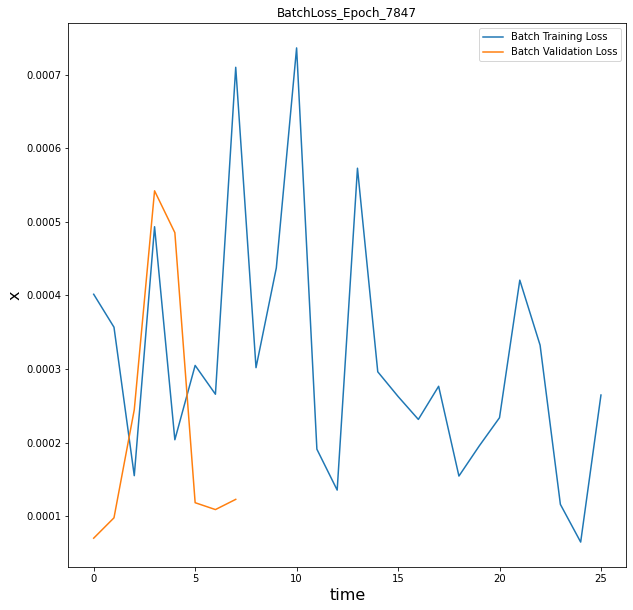 BatchLoss_Epoch_7847
Batch Training Loss
Batch Validation Loss
0.0007
0.0006
0.0005
0.0004
0.0003
0.0002
0.0001
x
0 5 10 15 20 25
time